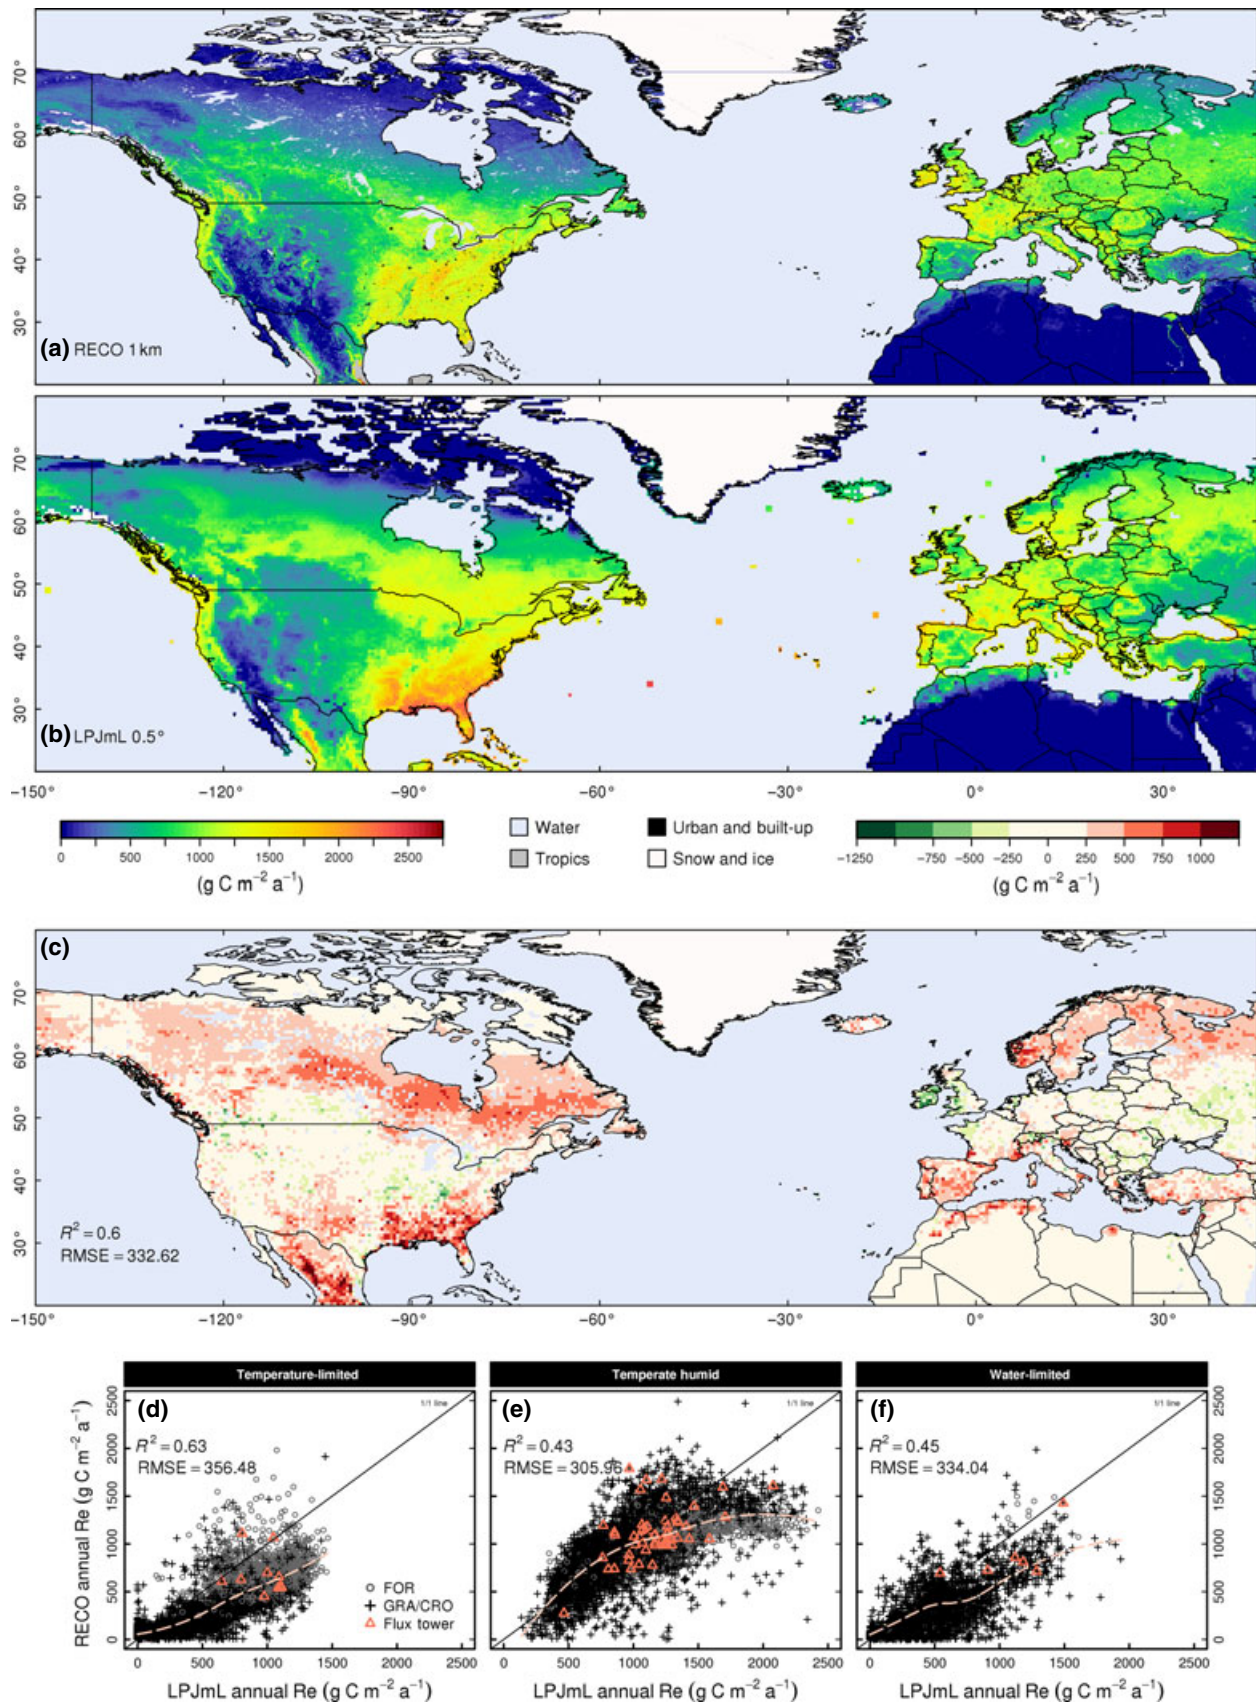 70°
60°
50°
40°
30°
(a) RECO 1 km
70°
60°
50°
40°
30°
(b) LPJmL 0.5°
−150° −120° −90° −60° −30° 0° 30°
0 500 1000 1500 2000 2500
(g C m⁻² a⁻¹)
Water
Tropics
Urban and built-up
Snow and ice
−1250 −750 −500 −250 0 250 500 750 1000
(g C m⁻² a⁻¹)
(c)
70°
60°
50°
40°
30°
R² = 0.6
RMSE = 332.62
−150° −120° −90° −60° −30° 0° 30°
Temperature-limited
Temperate humid
Water-limited
RECO annual Re (g C m⁻² a⁻¹)
2500
2000
1500
1000
500
0
(d)
1/1 line
R² = 0.63
RMSE = 356.48
FOR
GRA/CRO
Flux tower
0 500 1000 1500 2000 2500
LPJmL annual Re (g C m⁻² a⁻¹)
(e)
1/1 line
R² = 0.43
RMSE = 305.96
0 500 1000 1500 2000 2500
LPJmL annual Re (g C m⁻² a⁻¹)
(f)
1/1 line
R² = 0.45
RMSE = 334.04
2500
2000
1500
1000
500
0
0 500 1000 1500 2000 2500
LPJmL annual Re (g C m⁻² a⁻¹)